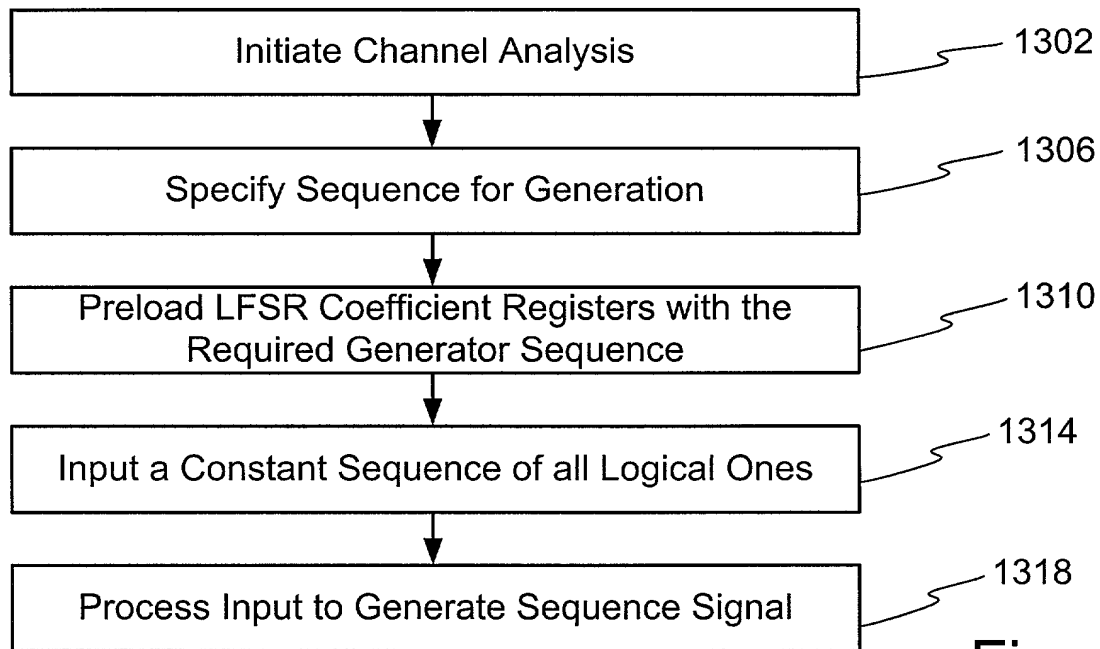 Initiate Channel Analysis
1302
Specify Sequence for Generation
1306
Preload LFSR Coefficient Registers with the
Required Generator Sequence
1310
Input a Constant Sequence of all Logical Ones
1314
Process Input to Generate Sequence Signal
1318